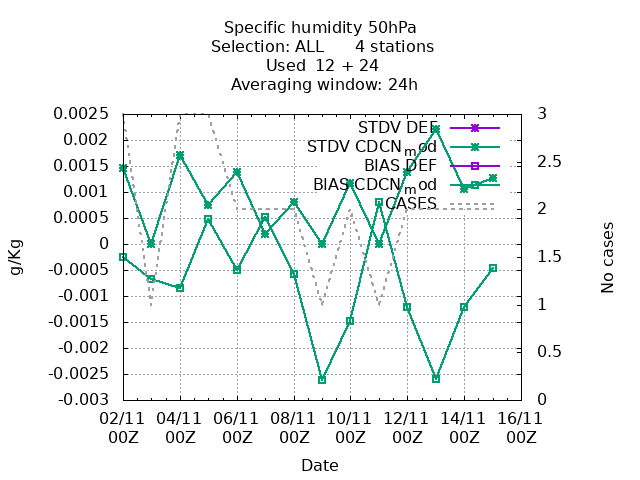 Specific humidity 50hPa
Selection: ALL 4 stations
Used 12 + 24
Averaging window: 24h
g/Kg
0.0025
0.002
0.0015
0.001
0.0005
0
-0.0005
-0.001
-0.0015
-0.002
-0.0025
-0.003
STDV DEF
STDV CDCNmod
BIAS DEF
BIAS CDCNmod
CASES
3
2.5
2
1.5
1
0.5
0
No cases
02/11 04/11 06/11 08/11 10/11 12/11 14/11 16/11
00Z 00Z 00Z 00Z 00Z 00Z 00Z 00Z
Date